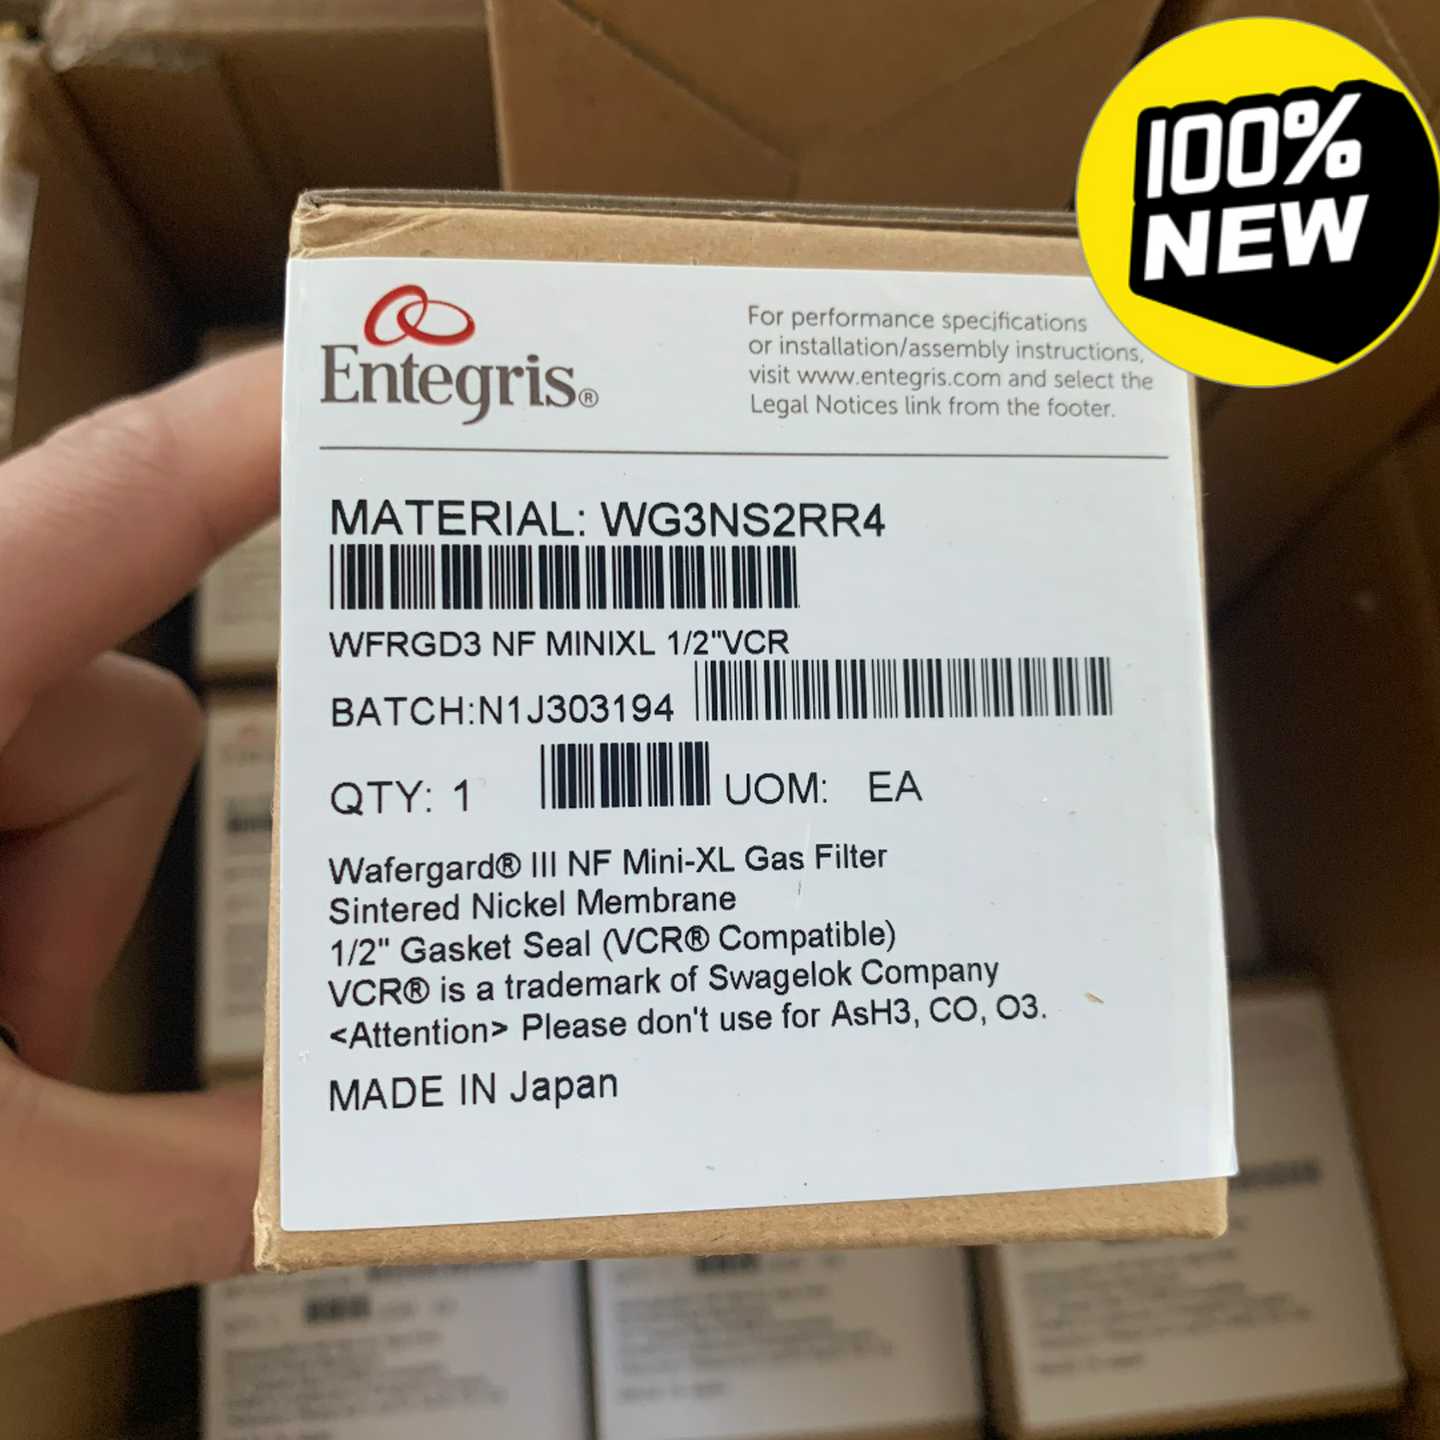 100%
NEW
Entegris®
For performance specifications
or installation/assembly instructions,
visit www.entegris.com and select the
Legal Notices link from the footer.
MATERIAL: WG3NS2RR4
WFRGD3 NF MINIXL 1/2"VCR
BATCH:N1J303194
QTY: 1 UOM: EA
Wafergard® III NF Mini-XL Gas Filter
Sintered Nickel Membrane
1/2" Gasket Seal (VCR® Compatible)
VCR® is a trademark of Swagelok Company
<Attention> Please don't use for AsH3, CO, O3.
MADE IN Japan